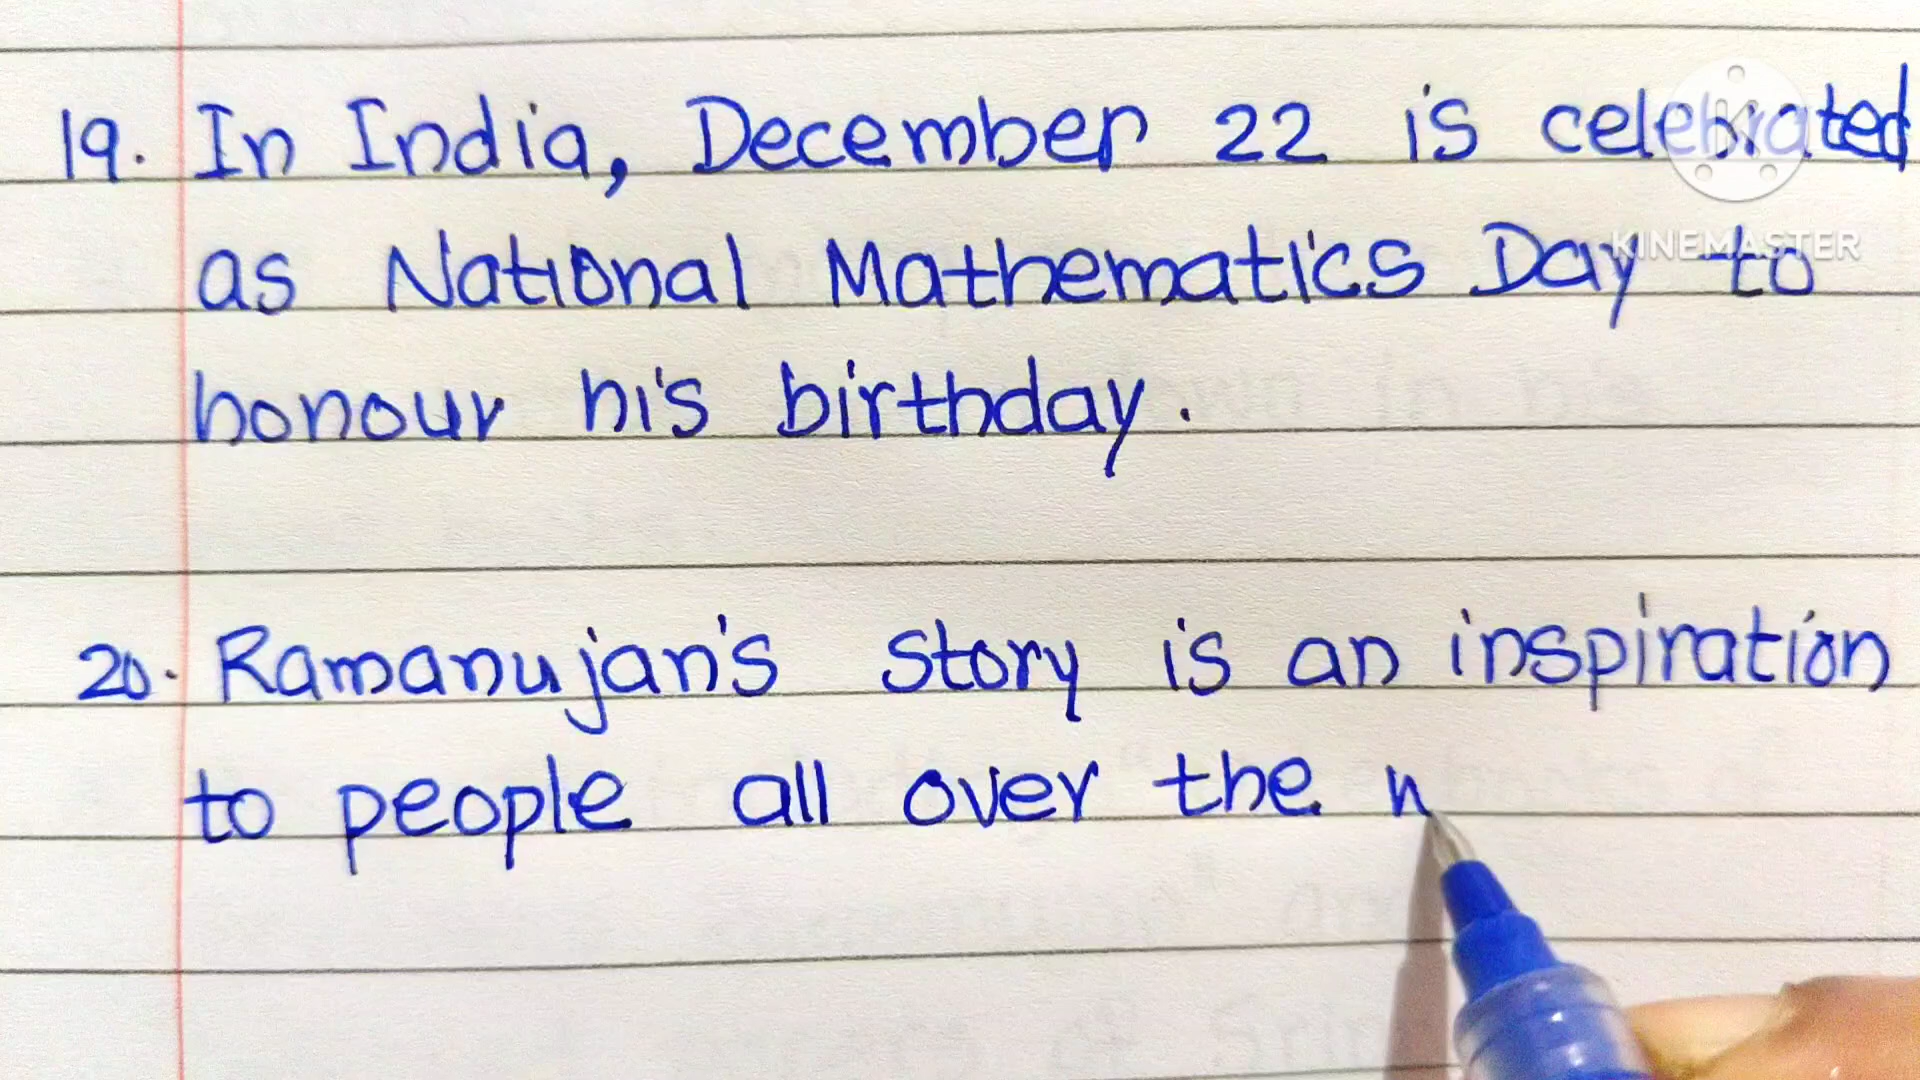 19. In India, December 22 is celebrated
KINEMASTER
as National Mathematics Day to
honour his birthday.
20. Ramanujan's story is an inspiration
to people all over the